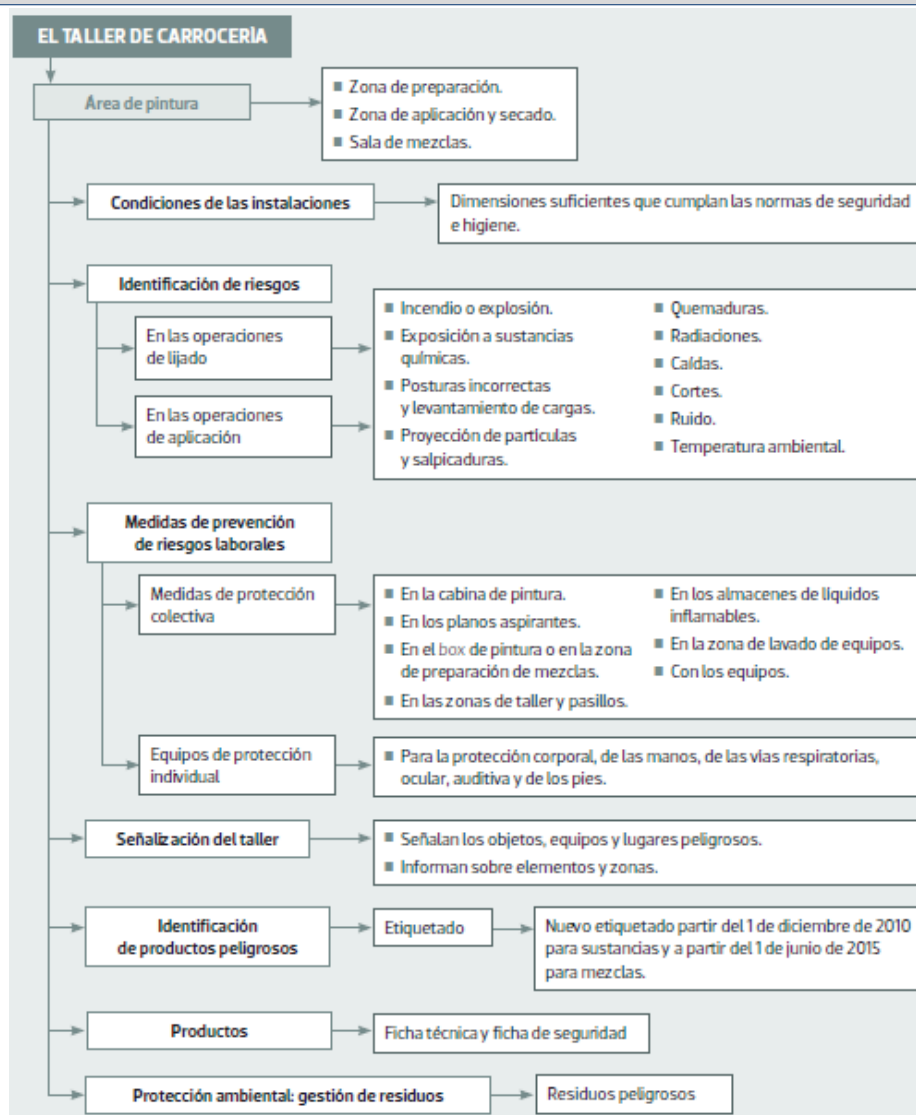 EL TALLER DE CARROCERÍA
Área de pintura
■ Zona de preparación.
■ Zona de aplicación y secado.
■ Sala de mezclas.
Condiciones de las instalaciones
Dimensiones suficientes que cumplan las normas de seguridad
e higiene.
Identificación de riesgos
En las operaciones
de lijado
En las operaciones
de aplicación
■ Incendio o explosión.
■ Exposición a sustancias
químicas.
■ Posturas incorrectas
y levantamiento de cargas.
■ Proyección de partículas
y salpicaduras.
■ Quemaduras.
■ Radiaciones.
■ Caídas.
■ Cortes.
■ Ruido.
■ Temperatura ambiental.
Medidas de prevención
de riesgos laborales
Medidas de protección
colectiva
■ En la cabina de pintura.
■ En los planos aspirantes.
■ En el box de pintura o en la zona
de preparación de mezclas.
■ En las zonas de taller y pasillos.
■ En los almacenes de líquidos
inflamables.
■ En la zona de lavado de equipos.
■ Con los equipos.
Equipos de protección
individual
■ Para la protección corporal, de las manos, de las vías respiratorias,
ocular, auditiva y de los pies.
Señalización del taller
■ Señalan los objetos, equipos y lugares peligrosos.
■ Informan sobre elementos y zonas.
Identificación
de productos peligrosos
Etiquetado
Nuevo etiquetado partir del 1 de diciembre de 2010
para sustancias y a partir del 1 de junio de 2015
para mezclas.
Productos
Ficha técnica y ficha de seguridad
Protección ambiental: gestión de residuos
Residuos peligrosos